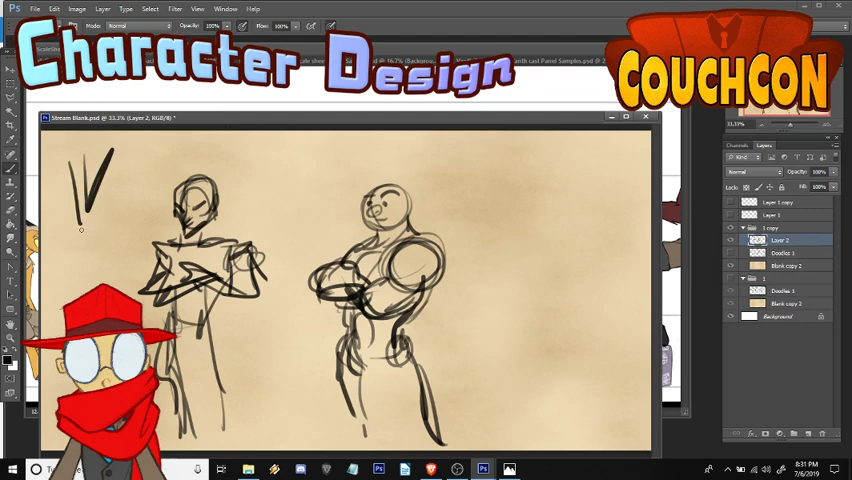 Ps File Edit Image Layer Type Select Filter View Window Help
Mode: Normal Opacity: 100% Flow: 100%
Character Design
COUCHCON
33.33%
Stream Blank.psd @ 33.3% (Layer 2, RGB/8) *
Channels Layers
Kind
Normal Opacity: 100%
Lock: Fill: 100%
Layer 1 copy
Layer 1
1 copy
Layer 2
Doodles 1
Blank copy 2
1
Doodles 1
Blank copy 2
Background
8:31 PM
7/6/2019